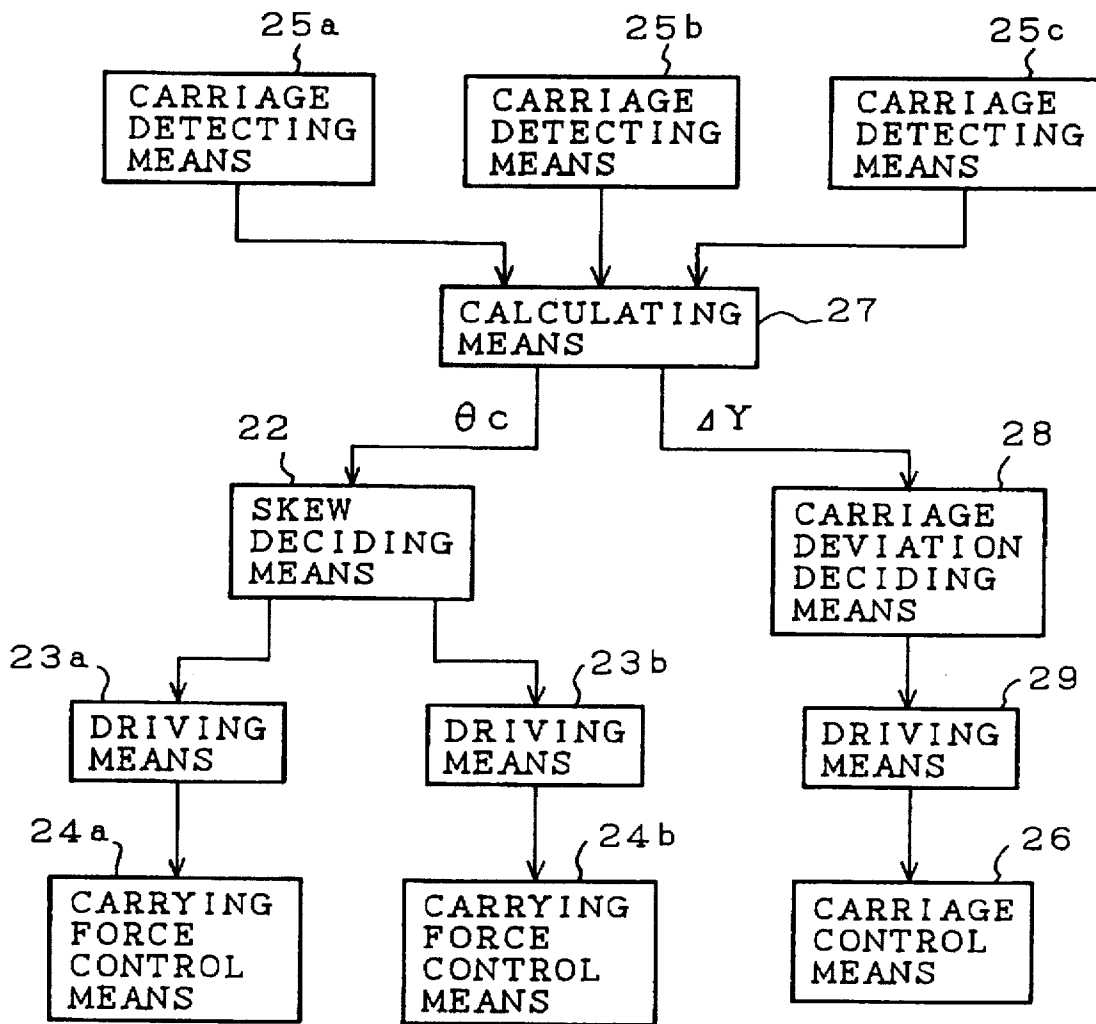 25a
25b
25c
CARRIAGE
DETECTING
MEANS
CARRIAGE
DETECTING
MEANS
CARRIAGE
DETECTING
MEANS
CALCULATING
MEANS
27
θc
ΔY
22
28
SKEW
DECIDING
MEANS
CARRIAGE
DEVIATION
DECIDING
MEANS
23a
23b
29
DRIVING
MEANS
DRIVING
MEANS
DRIVING
MEANS
24a
24b
26
CARRYING
FORCE
CONTROL
MEANS
CARRYING
FORCE
CONTROL
MEANS
CARRIAGE
CONTROL
MEANS